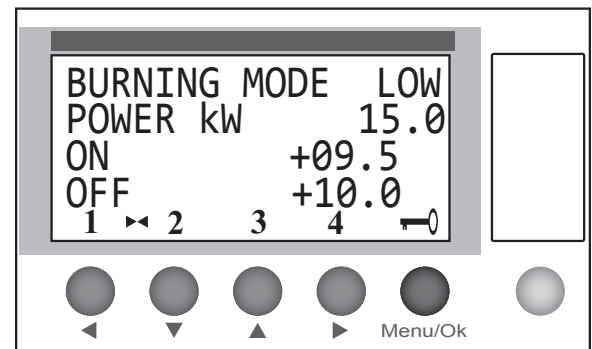 BURNING MODE LOW
POWER kW 15.0
ON +09.5
OFF +10.0
1 2 3 4
Menu/Ok